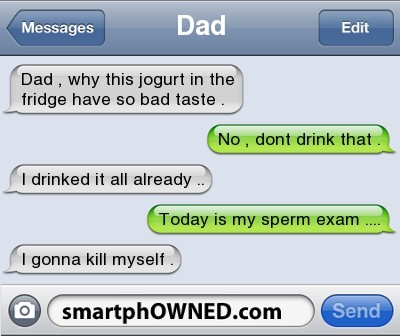 Messages Dad Edit
Dad , why this jogurt in the
fridge have so bad taste .
No , dont drink that .
I drinked it all already ..
Today is my sperm exam ....
I gonna kill myself .
smartphOWNED.com Send